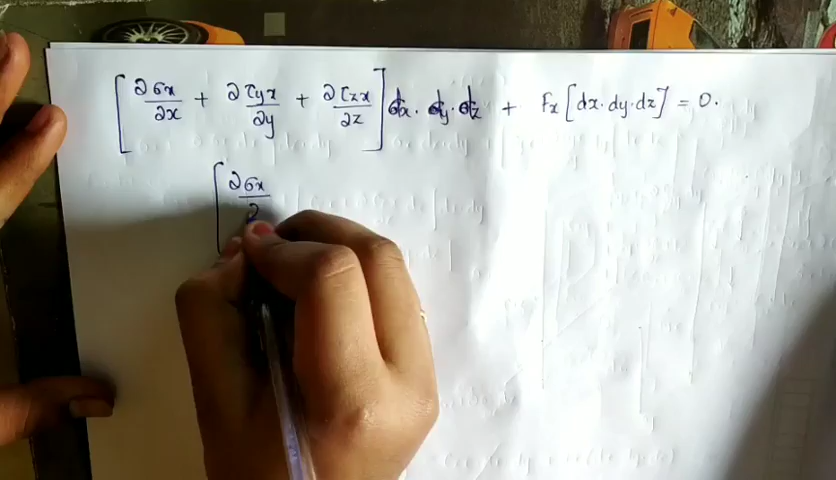 [∂σx/∂x + ∂τyx/∂y + ∂τzx/∂z] dx. dy. dz + Fx [dx. dy. dz] = 0.
[∂σx/∂